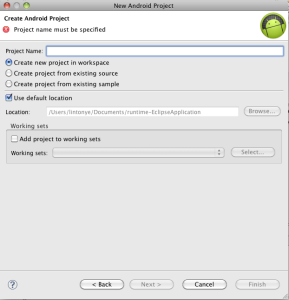 New Android Project
Create Android Project
Project name must be specified
Project Name:
Create new project in workspace
Create project from existing source
Create project from existing sample
Use default location
Location: /Users/lintonye/Documents/runtime-EclipseApplication Browse...
Working sets
Add project to working sets
Working sets: Select...
? < Back Next > Cancel Finish